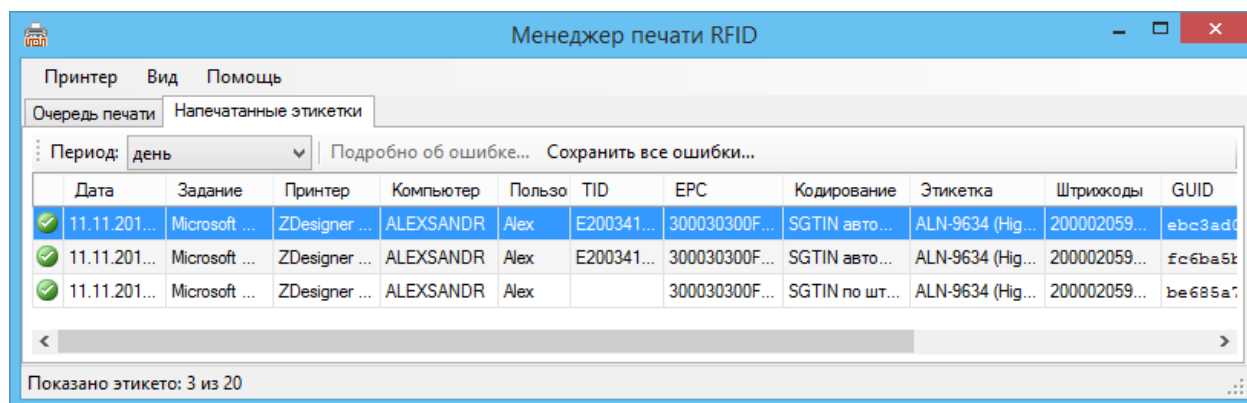 Менеджер печати RFID
Принтер Вид Помощь
Очередь печати Напечатанные этикетки
Период: день Подробно об ошибке... Сохранить все ошибки...
Дата Задание Принтер Компьютер Пользо TID EPC Кодирование Этикетка Штрихкоды GUID
11.11.201... Microsoft ... ZDesigner ... ALEXSANDR Alex E200341... 300030300F... SGTIN авто... ALN-9634 (Hig... 200002059... ebc3ad0
11.11.201... Microsoft ... ZDesigner ... ALEXSANDR Alex E200341... 300030300F... SGTIN авто... ALN-9634 (Hig... 200002059... fc6ba5b
11.11.201... Microsoft ... ZDesigner ... ALEXSANDR Alex 300030300F... SGTIN по шт... ALN-9634 (Hig... 200002059... be685a7
Показано этикето: 3 из 20